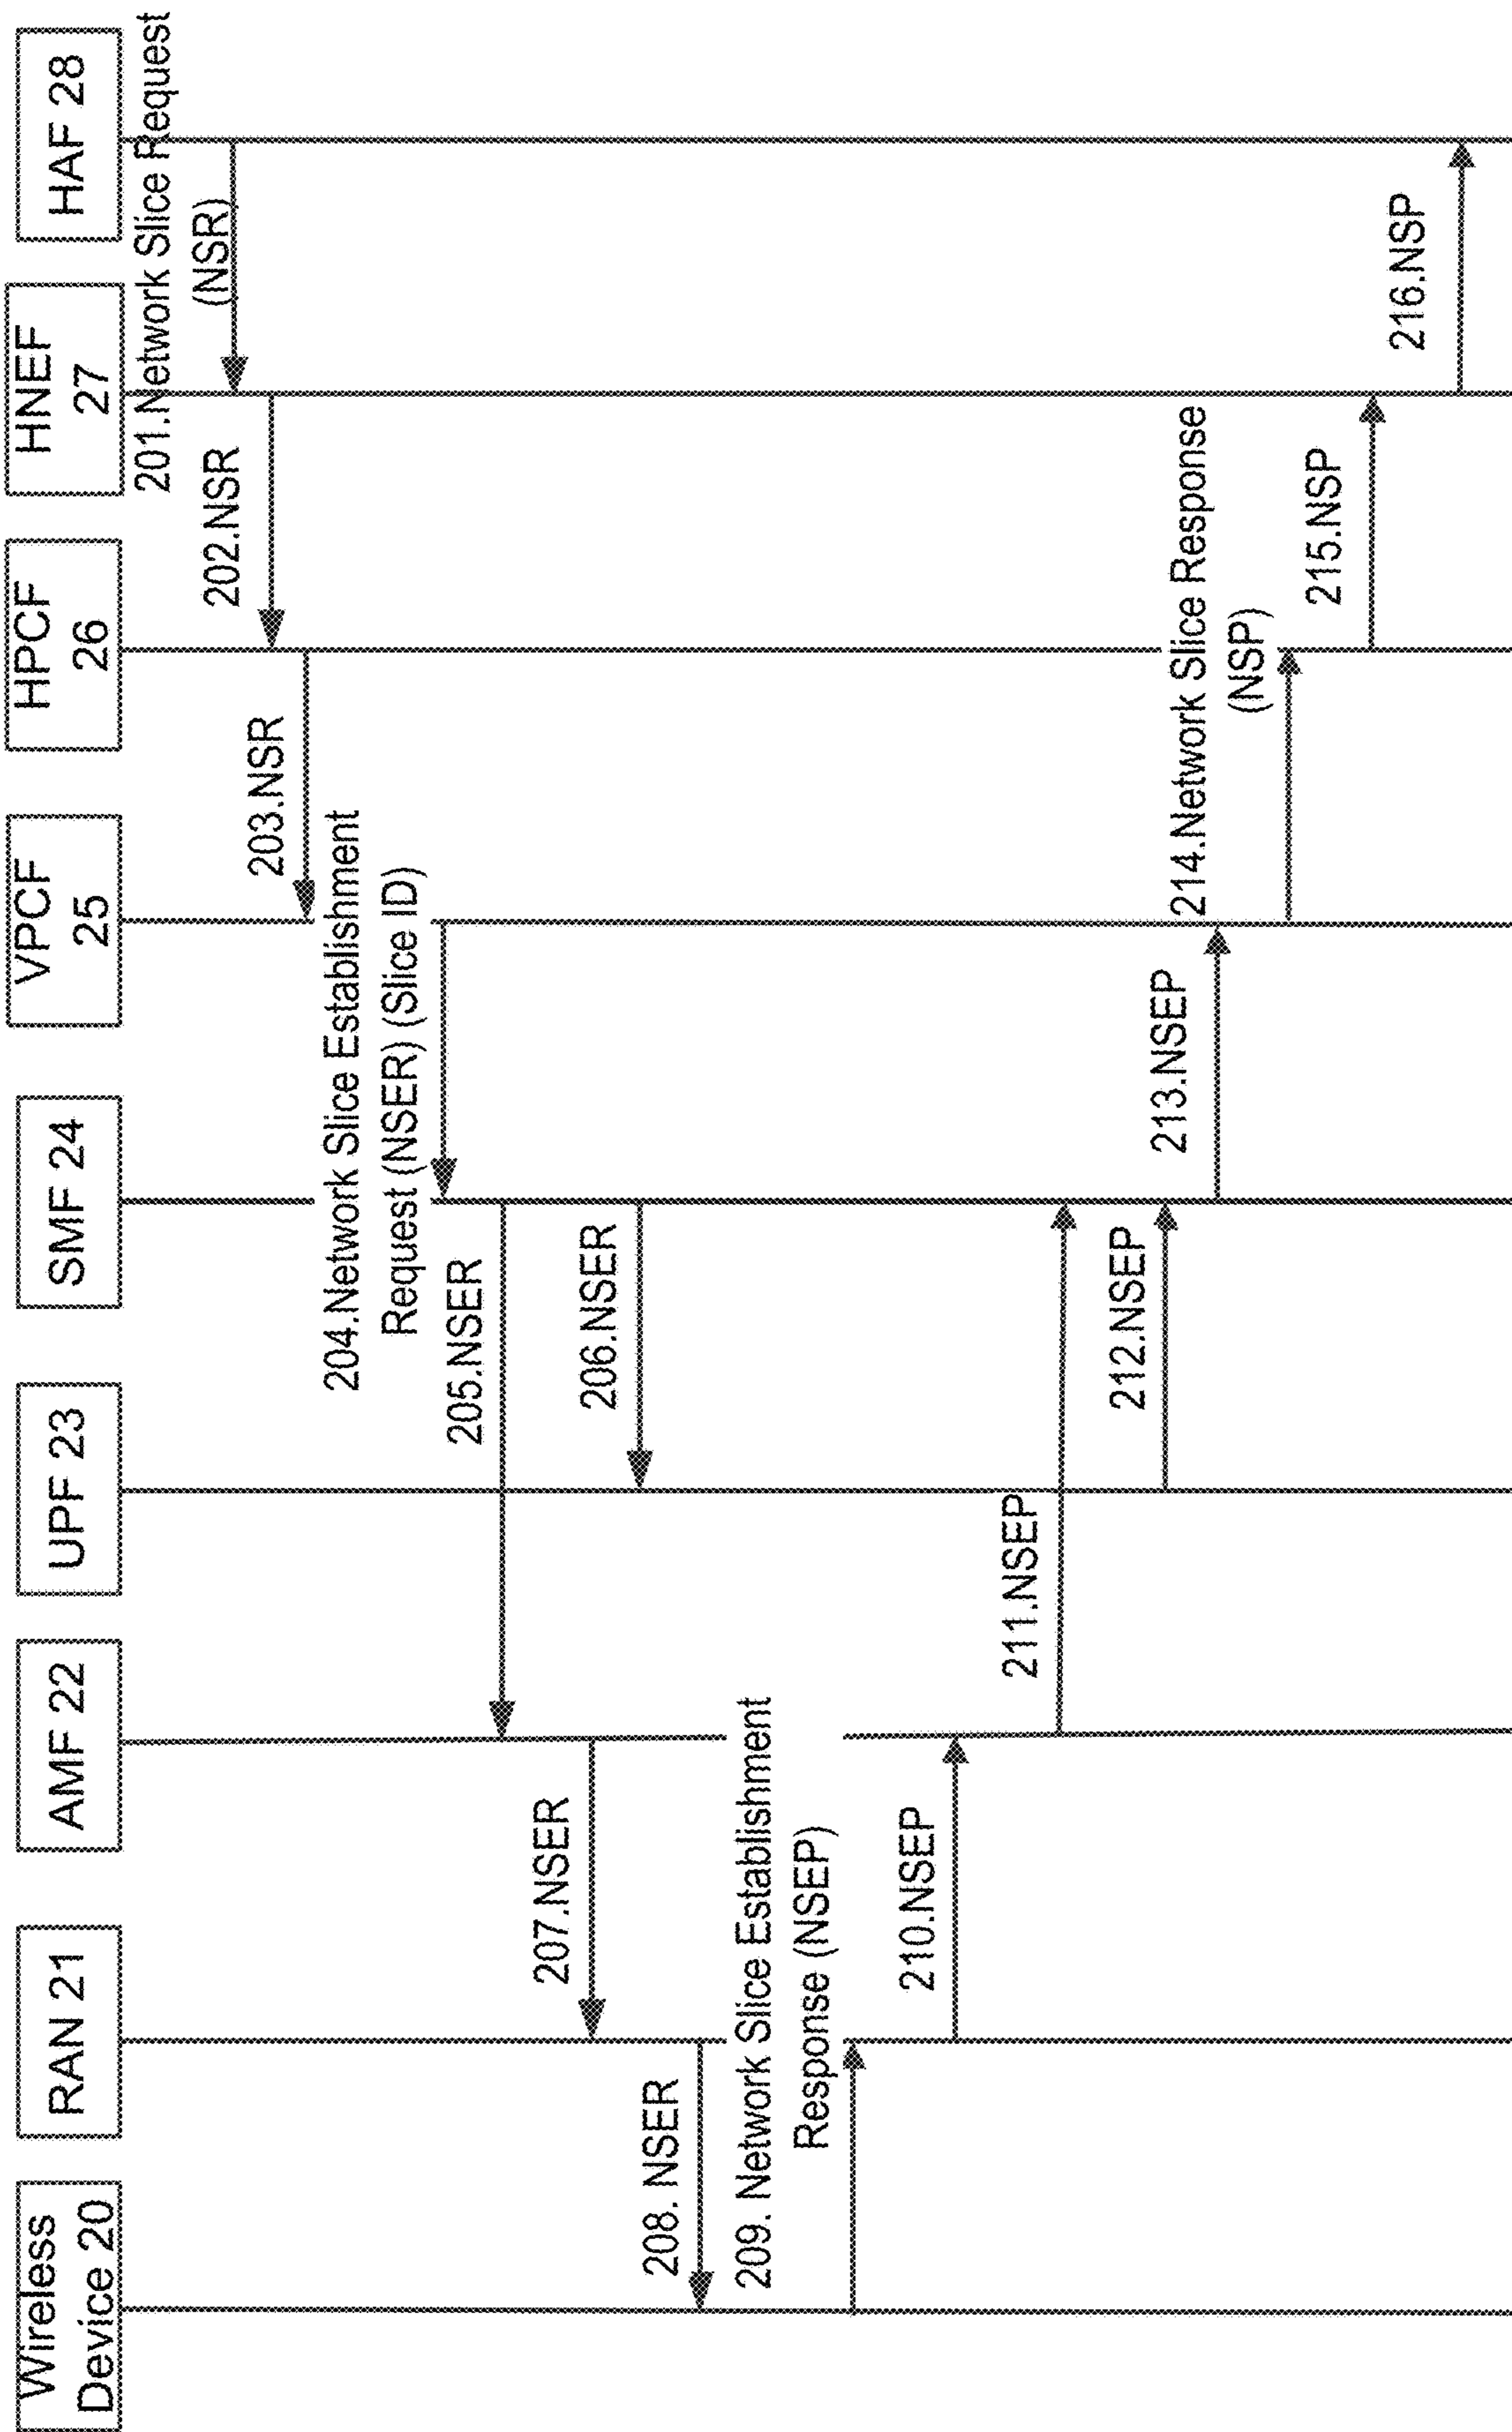 Wireless
Device 20
RAN 21
AMF 22
UPF 23
SMF 24
VPCF
25
HPCF
26
HNEF
27
HAF 28
201.Network Slice Request
(NSR)
202.NSR
203.NSR
204.Network Slice Establishment
Request (NSER) (Slice ID)
205.NSER
206.NSER
207.NSER
208. NSER
209. Network Slice Establishment
Response (NSEP)
210.NSEP
211.NSEP
212.NSEP
213.NSEP
214.Network Slice Response
(NSP)
215.NSP
216.NSP